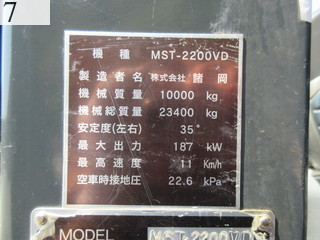 7
機種 MST-2200VD
製造者名 株式会社 諸岡
機械質量 10000 kg
機械総質量 23400 kg
安定度(左右) 35°
最大出力 187 kW
最高速度 11 Km/h
空車時接地圧 22.6 kPa
MODEL MST-2200VD